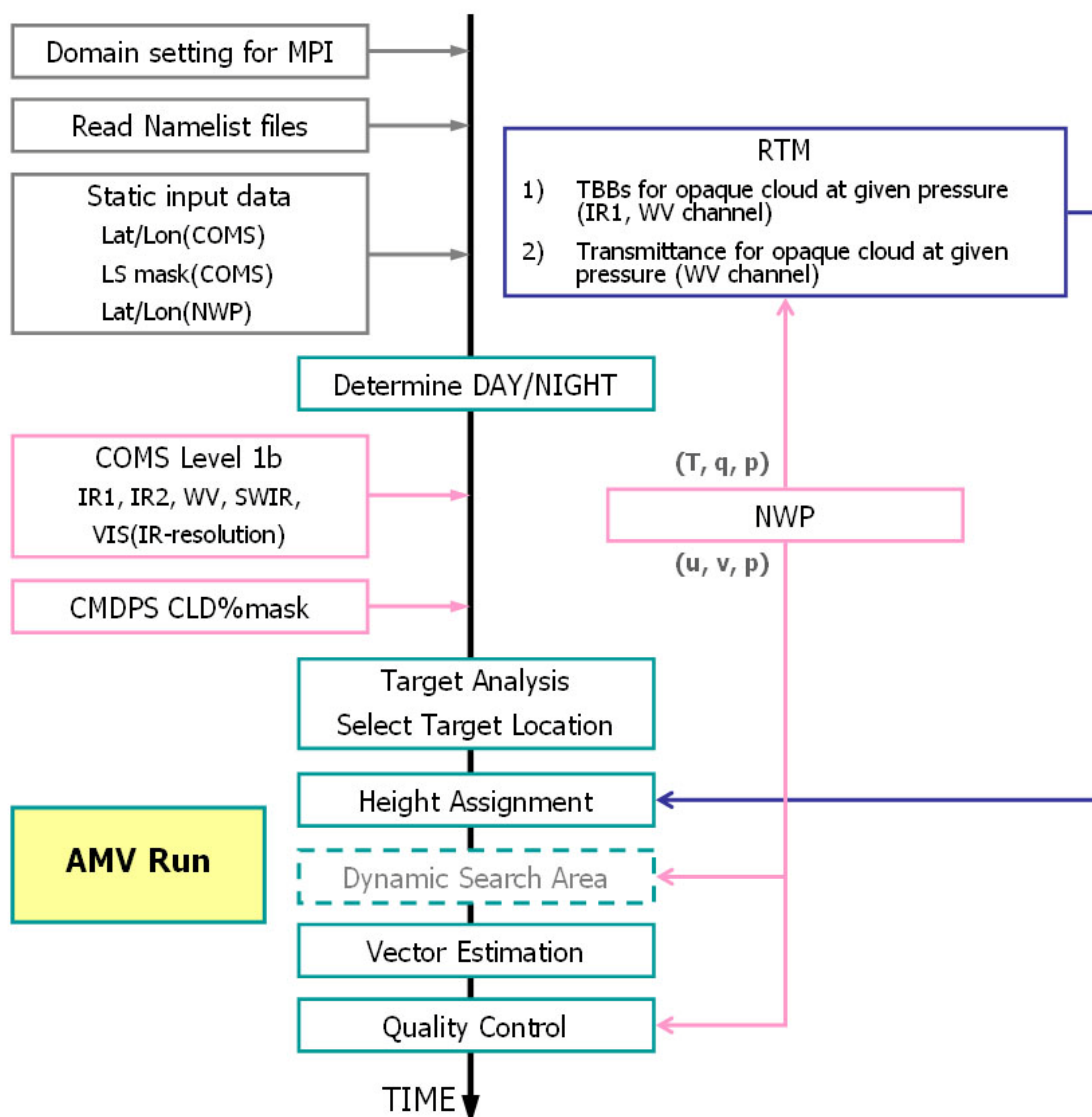 Domain setting for MPI
Read Namelist files
Static input data
Lat/Lon(COMS)
LS mask(COMS)
Lat/Lon(NWP)
RTM
1) TBBs for opaque cloud at given pressure
(IR1, WV channel)
2) Transmittance for opaque cloud at given
pressure (WV channel)
Determine DAY/NIGHT
COMS Level 1b
IR1, IR2, WV, SWIR,
VIS(IR-resolution)
(T, q, p)
NWP
(u, v, p)
CMDPS CLD%mask
Target Analysis
Select Target Location
Height Assignment
AMV Run
Dynamic Search Area
Vector Estimation
Quality Control
TIME